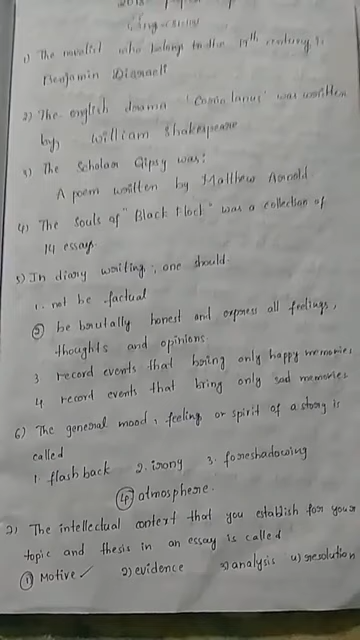 2013 paper
1) The novelist who belongs to the 19th century is
Benjamin Disraeli
2) The english drama 'Coriolanus' was written
by, William Shakespeare
3) The Scholar Gipsy was:
A poem written by Matthew Arnold.
4) The Souls of "Black Flock" was a collection of
14 essay.
5) In diary writing, one should
1. not be factual
② be brutally honest and express all feelings,
thoughts and opinions.
3 record events that bring only happy memories
4 record events that bring only sad memories
6) The general mood, feeling or spirit of a story is
called
1. flash back 2. irony 3. foreshadowing
④ atmosphere.
7) The intellectual context that you establish for your
topic and thesis in an essay is called
① Motive ✓ 2) evidence 3) analysis 4) resolution